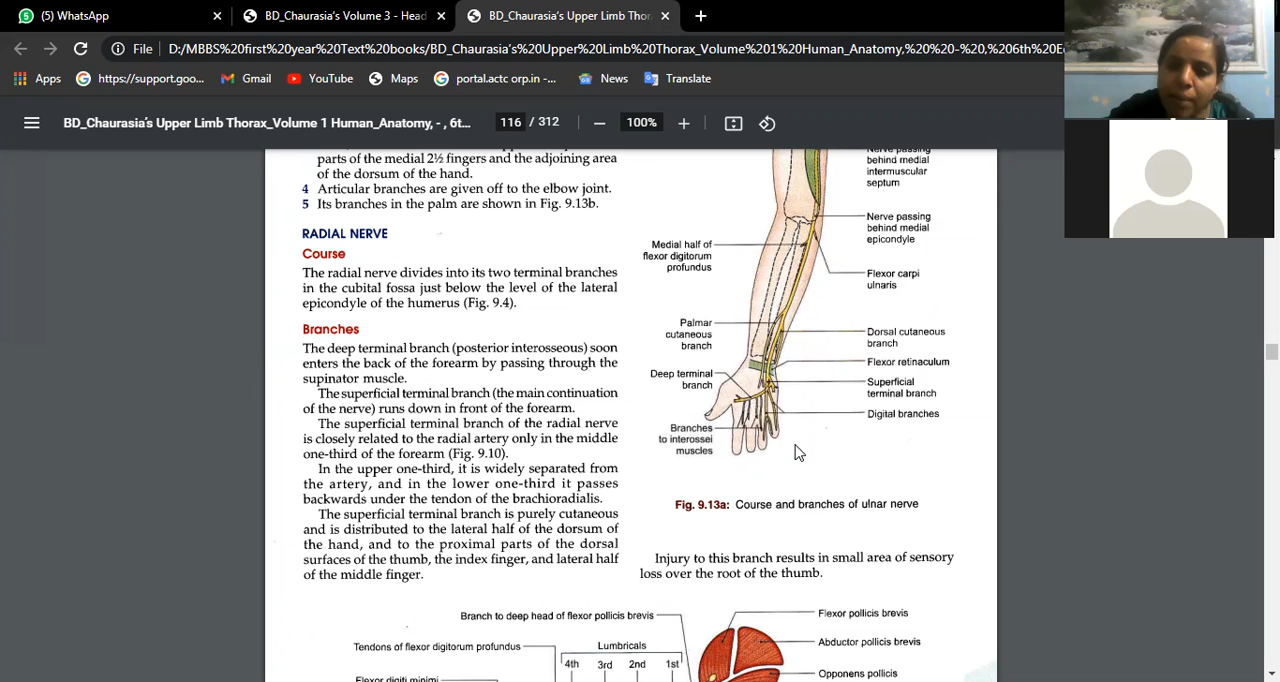 (5) WhatsApp
BD_Chaurasia's Volume 3 - Head
BD_Chaurasia's Upper Limb Thor
File
D:/MBBS%20first%20year%20Text%20books/BD_Chaurasia's%20Upper%20Limb%20Thorax_Volume%201%20Human_Anatomy,%20%20-%20,%206th%20E
Apps
https://support.goo...
Gmail
YouTube
Maps
portal.actc orp.in -...
News
Translate
BD_Chaurasia's Upper Limb Thorax_Volume 1 Human_Anatomy, - , 6t...
116 / 312
100%
parts of the medial 2½ fingers and the adjoining area
of the dorsum of the hand.
4 Articular branches are given off to the elbow joint.
5 Its branches in the palm are shown in Fig. 9.13b.
RADIAL NERVE
Course
The radial nerve divides into its two terminal branches
in the cubital fossa just below the level of the lateral
epicondyle of the humerus (Fig. 9.4).
Branches
The deep terminal branch (posterior interosseous) soon
enters the back of the forearm by passing through the
supinator muscle.
The superficial terminal branch (the main continuation
of the nerve) runs down in front of the forearm.
The superficial terminal branch of the radial nerve
is closely related to the radial artery only in the middle
one-third of the forearm (Fig. 9.10).
In the upper one-third, it is widely separated from
the artery, and in the lower one-third it passes
backwards under the tendon of the brachioradialis.
The superficial terminal branch is purely cutaneous
and is distributed to the lateral half of the dorsum of
the hand, and to the proximal parts of the dorsal
surfaces of the thumb, the index finger, and lateral half
of the middle finger.
Nerve passing
behind medial
intermuscular
septum
Nerve passing
behind medial
epicondyle
Medial half of
flexor digitorum
profundus
Flexor carpi
ulnaris
Palmar
cutaneous
branch
Dorsal cutaneous
branch
Flexor retinaculum
Deep terminal
branch
Superficial
terminal branch
Digital branches
Branches
to interossei
muscles
Fig. 9.13a: Course and branches of ulnar nerve
Injury to this branch results in small area of sensory
loss over the root of the thumb.
Branch to deep head of flexor pollicis brevis
Flexor pollicis brevis
Tendons of flexor digitorum profundus
Lumbricals
Abductor pollicis brevis
4th 3rd 2nd 1st
Opponens pollicis
Flexor digiti minimi